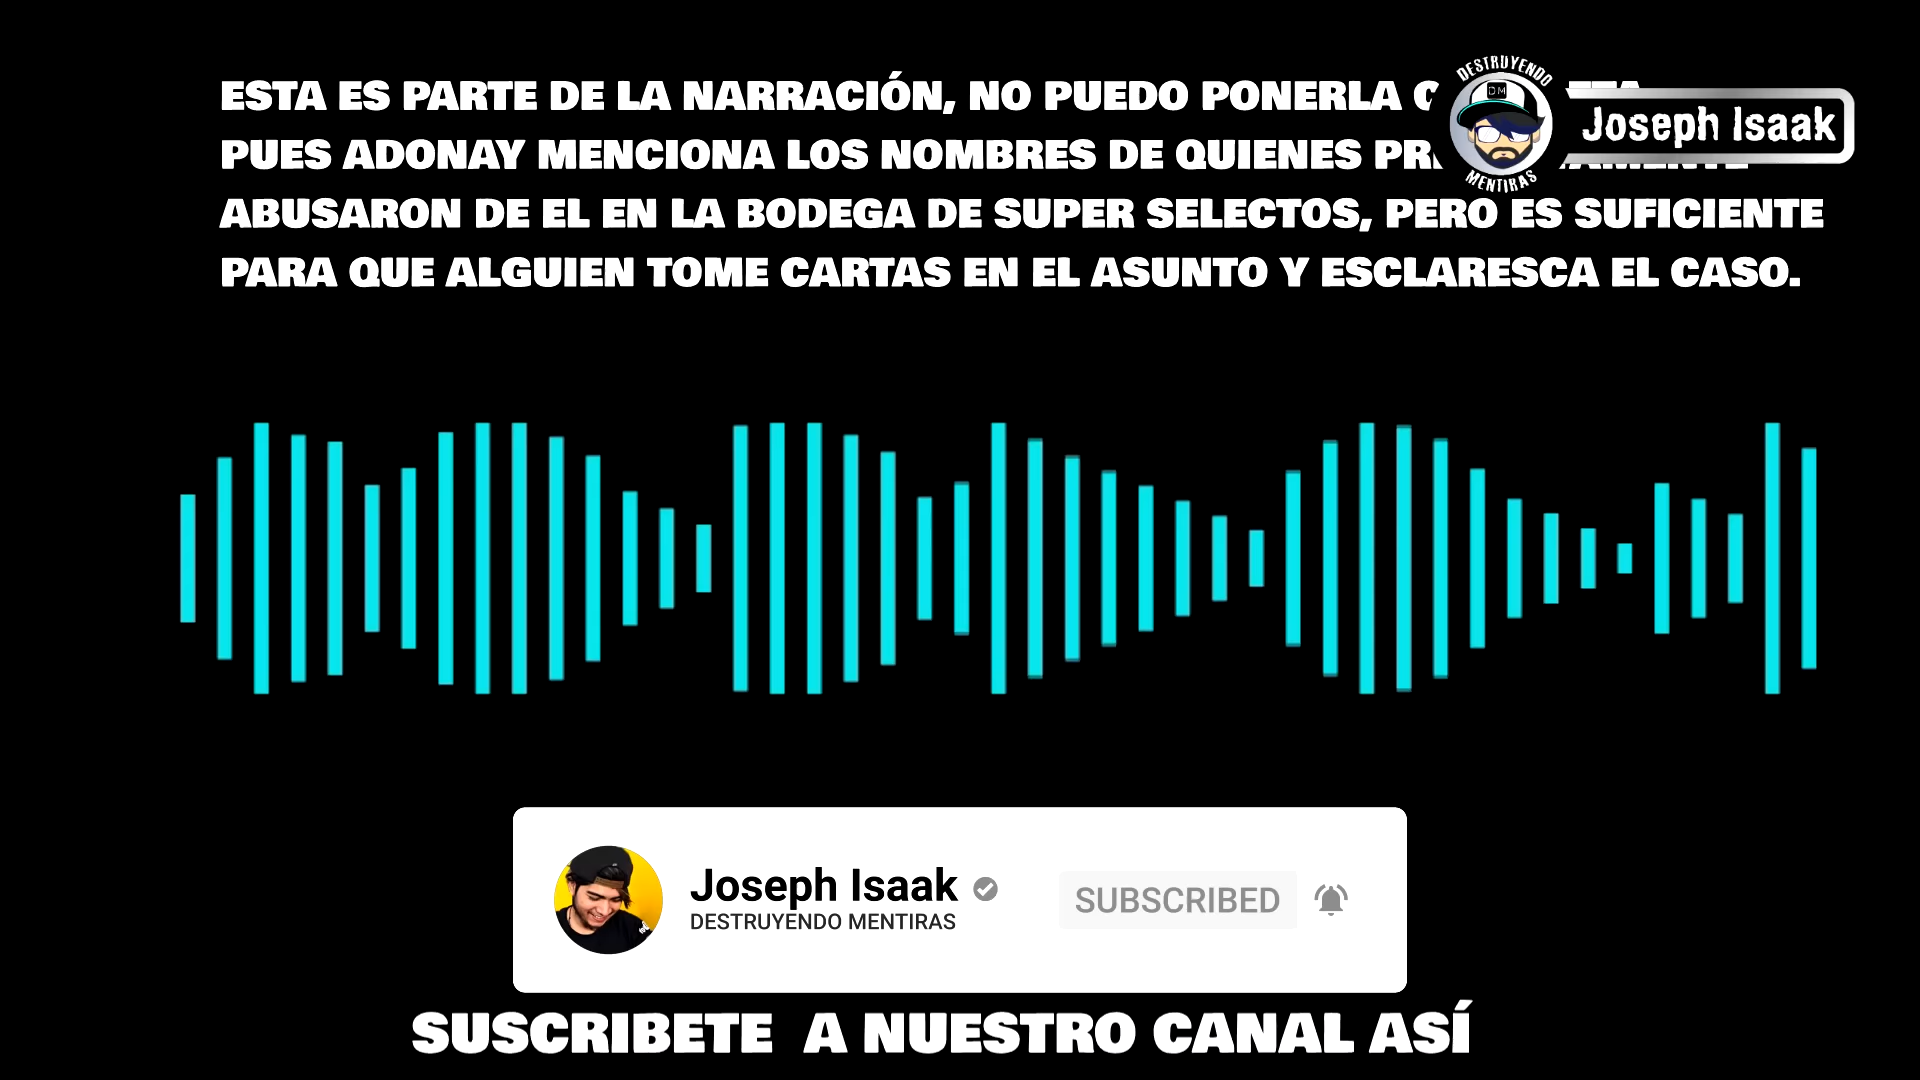 ESTA ES PARTE DE LA NARRACIÓN, NO PUEDO PONERLA
PUES ADONAY MENCIONA LOS NOMBRES DE QUIENES
ABUSARON DE EL EN LA BODEGA DE SUPER SELECTOS, PERO ES SUFICIENTE
PARA QUE ALGUIEN TOME CARTAS EN EL ASUNTO Y ESCLARESCA EL CASO.
DESTRUYENDO
DM
MENTIRAS
Joseph Isaak
Joseph Isaak
DESTRUYENDO MENTIRAS
SUBSCRIBED
SUSCRIBETE A NUESTRO CANAL ASÍ